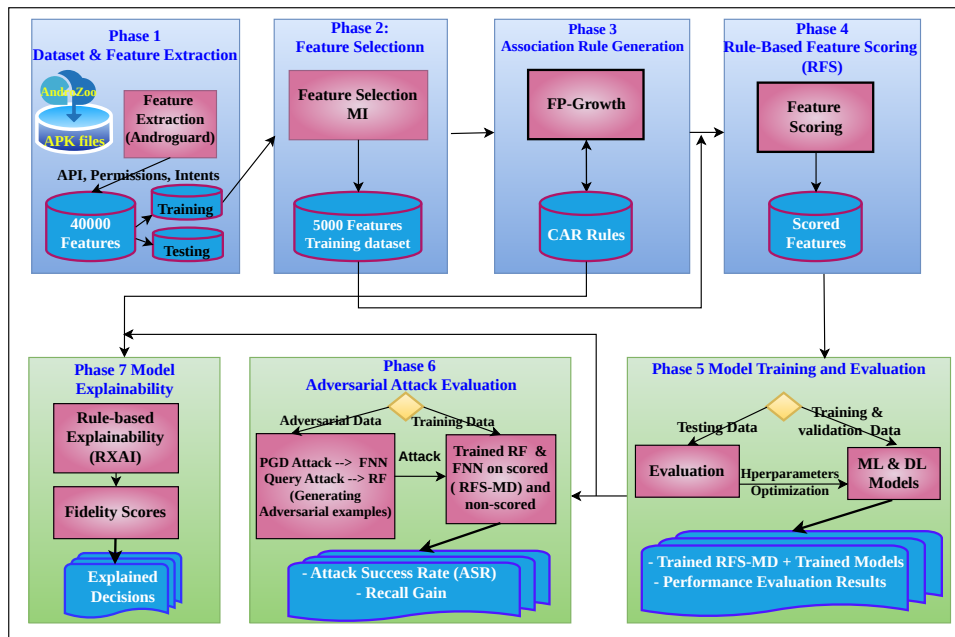 Phase 1
Dataset & Feature Extraction
AndroZoo
APK files
Feature
Extraction
(Androguard)
API, Permissions, Intents
40000
Features
Training
Testing
Phase 2:
Feature Selectionn
Feature Selection
MI
5000 Features
Training dataset
Phase 3
Association Rule Generation
FP-Growth
CAR Rules
Phase 4
Rule-Based Feature Scoring
(RFS)
Feature
Scoring
Scored
Features
Phase 7 Model
Explainability
Rule-based
Explainability
(RXAI)
Fidelity Scores
Explained
Decisions
Phase 6
Adversarial Attack Evaluation
Adversarial Data
Training Data
PGD Attack --> FNN
Query Attack --> RF
(Generating
Adversarial examples)
Attack
Trained RF &
FNN on scored
( RFS-MD) and
non-scored
- Attack Success Rate (ASR)
- Recall Gain
Phase 5 Model Training and Evaluation
Testing Data
Training &
validation Data
Evaluation
Hperparameters
Optimization
ML & DL
Models
- Trained RFS-MD + Trained Models
- Performance Evaluation Results